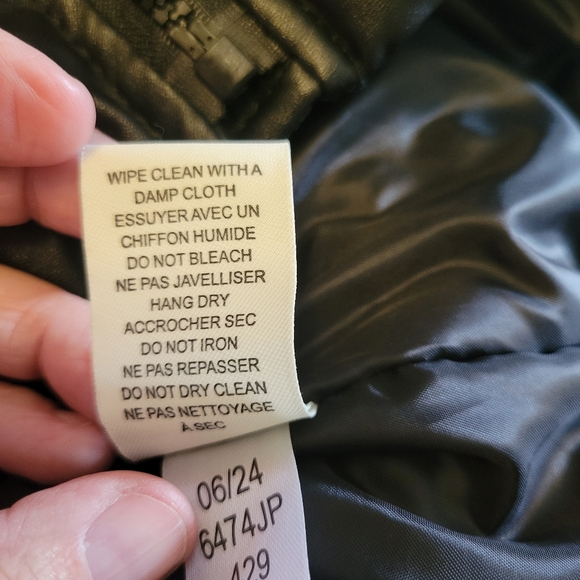 WIPE CLEAN WITH A
DAMP CLOTH
ESSUYER AVEC UN
CHIFFON HUMIDE
DO NOT BLEACH
NE PAS JAVELLISER
HANG DRY
ACCROCHER SEC
DO NOT IRON
NE PAS REPASSER
DO NOT DRY CLEAN
NE PAS NETTOYAGE
A SEC
06/24
6474JP
429